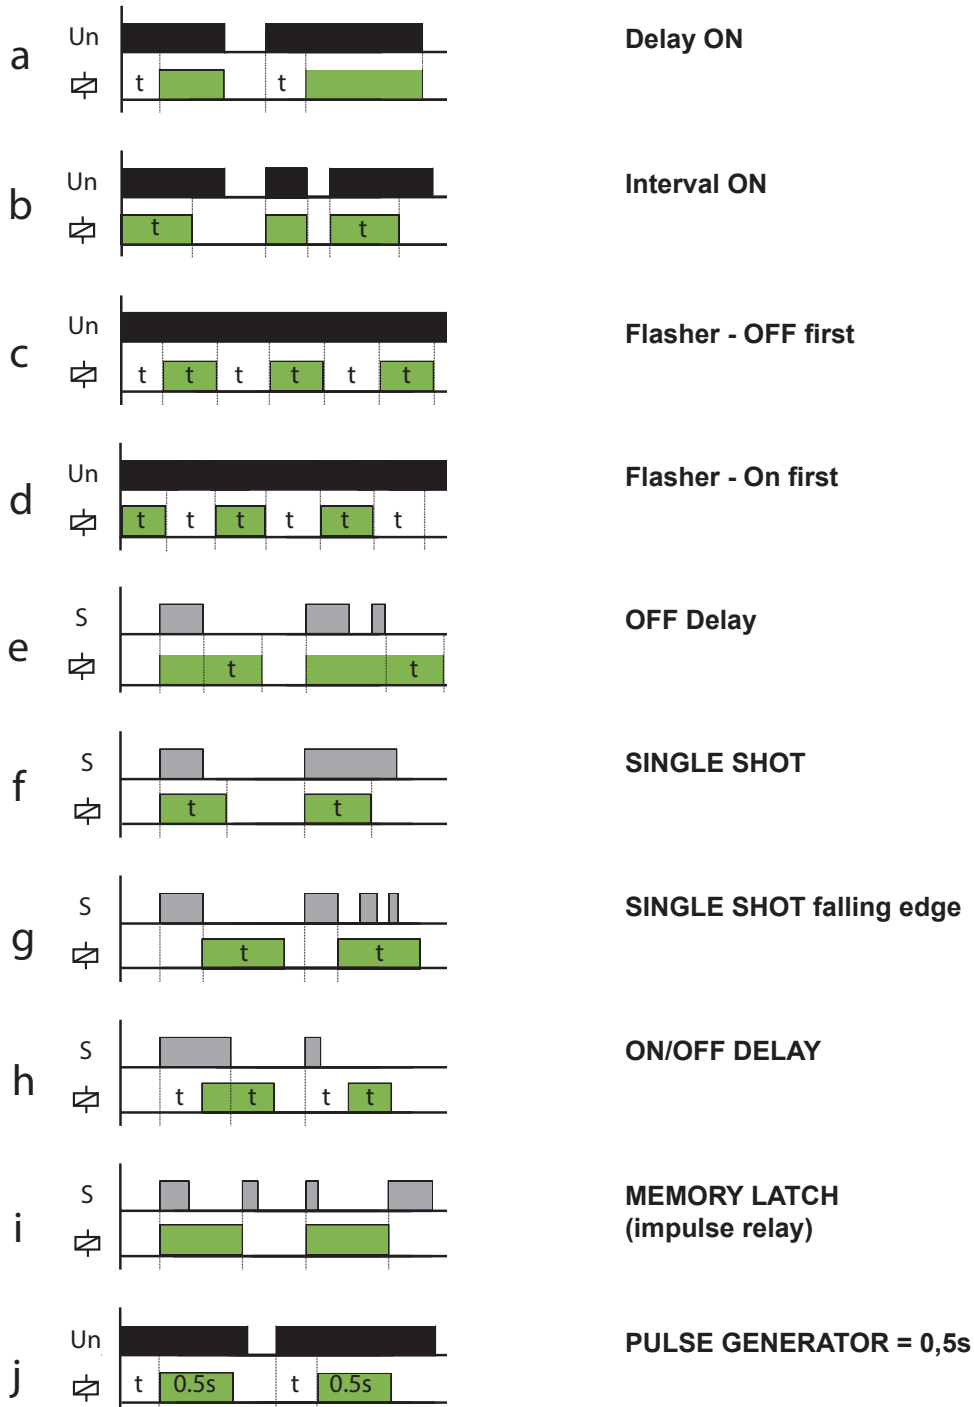 Un
Delay ON
a
t t
Un
Interval ON
b
t t
Un
Flasher - OFF first
c
t t t t t t
Un
Flasher - On first
d
t t t t t t
S
OFF Delay
e
t t
S
SINGLE SHOT
f
t t
S
SINGLE SHOT falling edge
g
t t
S
ON/OFF DELAY
h
t t t t
S
MEMORY LATCH
(impulse relay)
i
Un
PULSE GENERATOR = 0,5s
j
t 0.5s t 0.5s